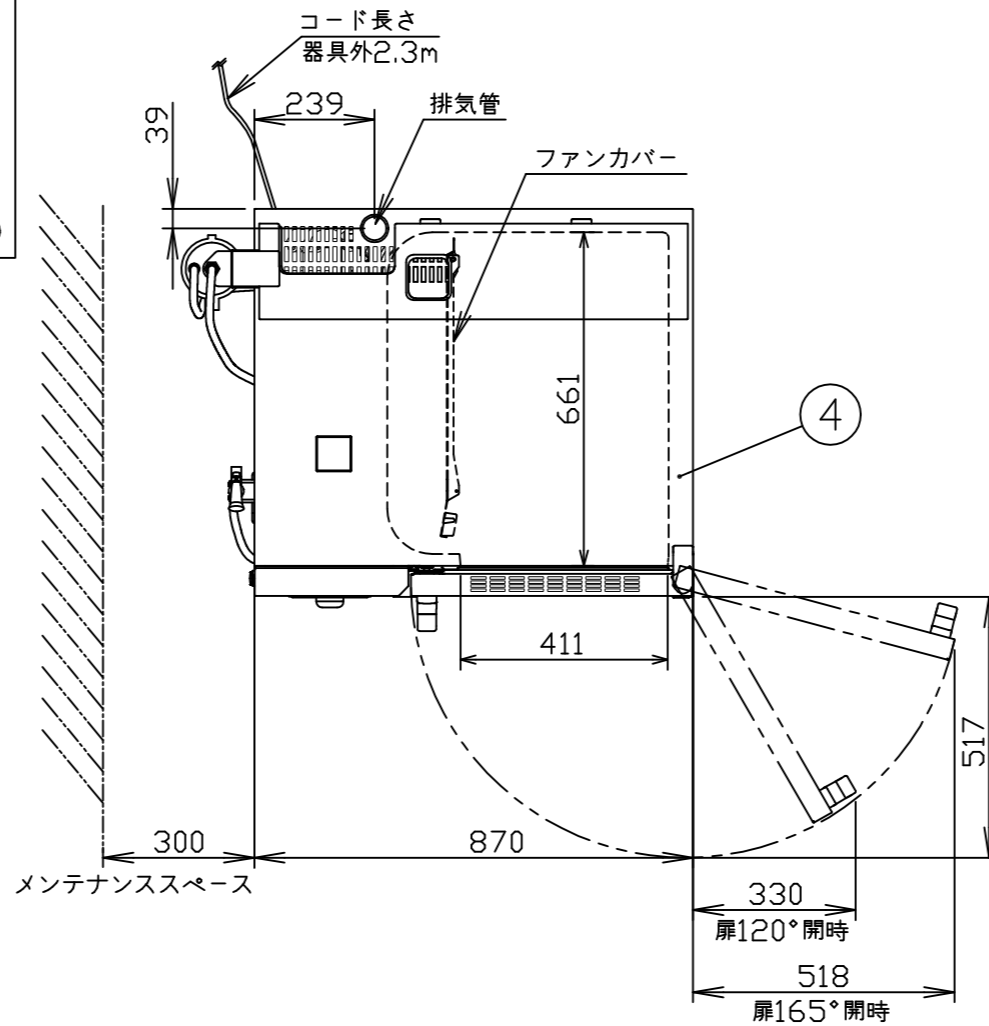 コード長さ
器具外2.3m
239
排気管
39
ファンカバー
661
4
411
517
300
870
メンテナンススペース
330
扉120°開時
518
扉165°開時